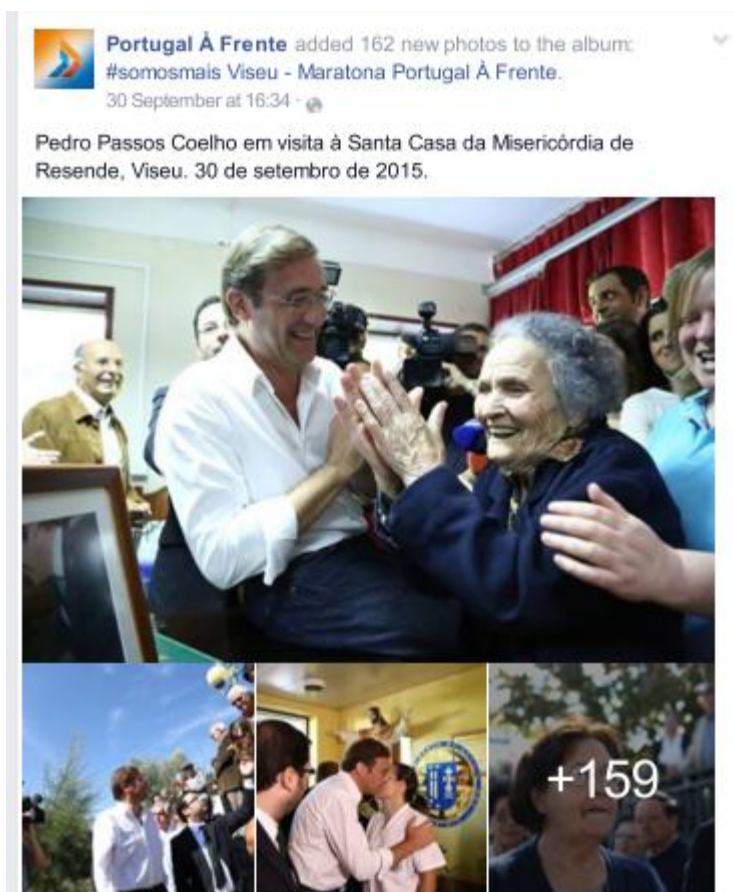 Portugal À Frente added 162 new photos to the album:
#somosmais Viseu - Maratona Portugal À Frente.
30 September at 16:34 ·
Pedro Passos Coelho em visita à Santa Casa da Misericórdia de
Resende, Viseu. 30 de setembro de 2015.
+159